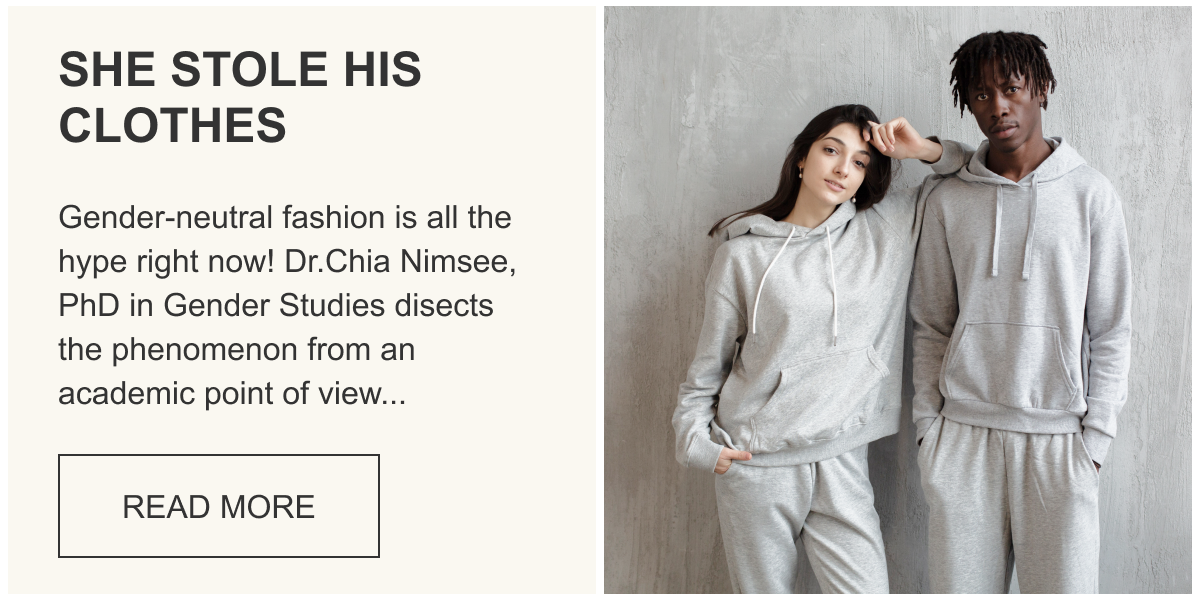 SHE STOLE HIS
CLOTHES
Gender-neutral fashion is all the
hype right now! Dr.Chia Nimsee,
PhD in Gender Studies disects
the phenomenon from an
academic point of view...
READ MORE